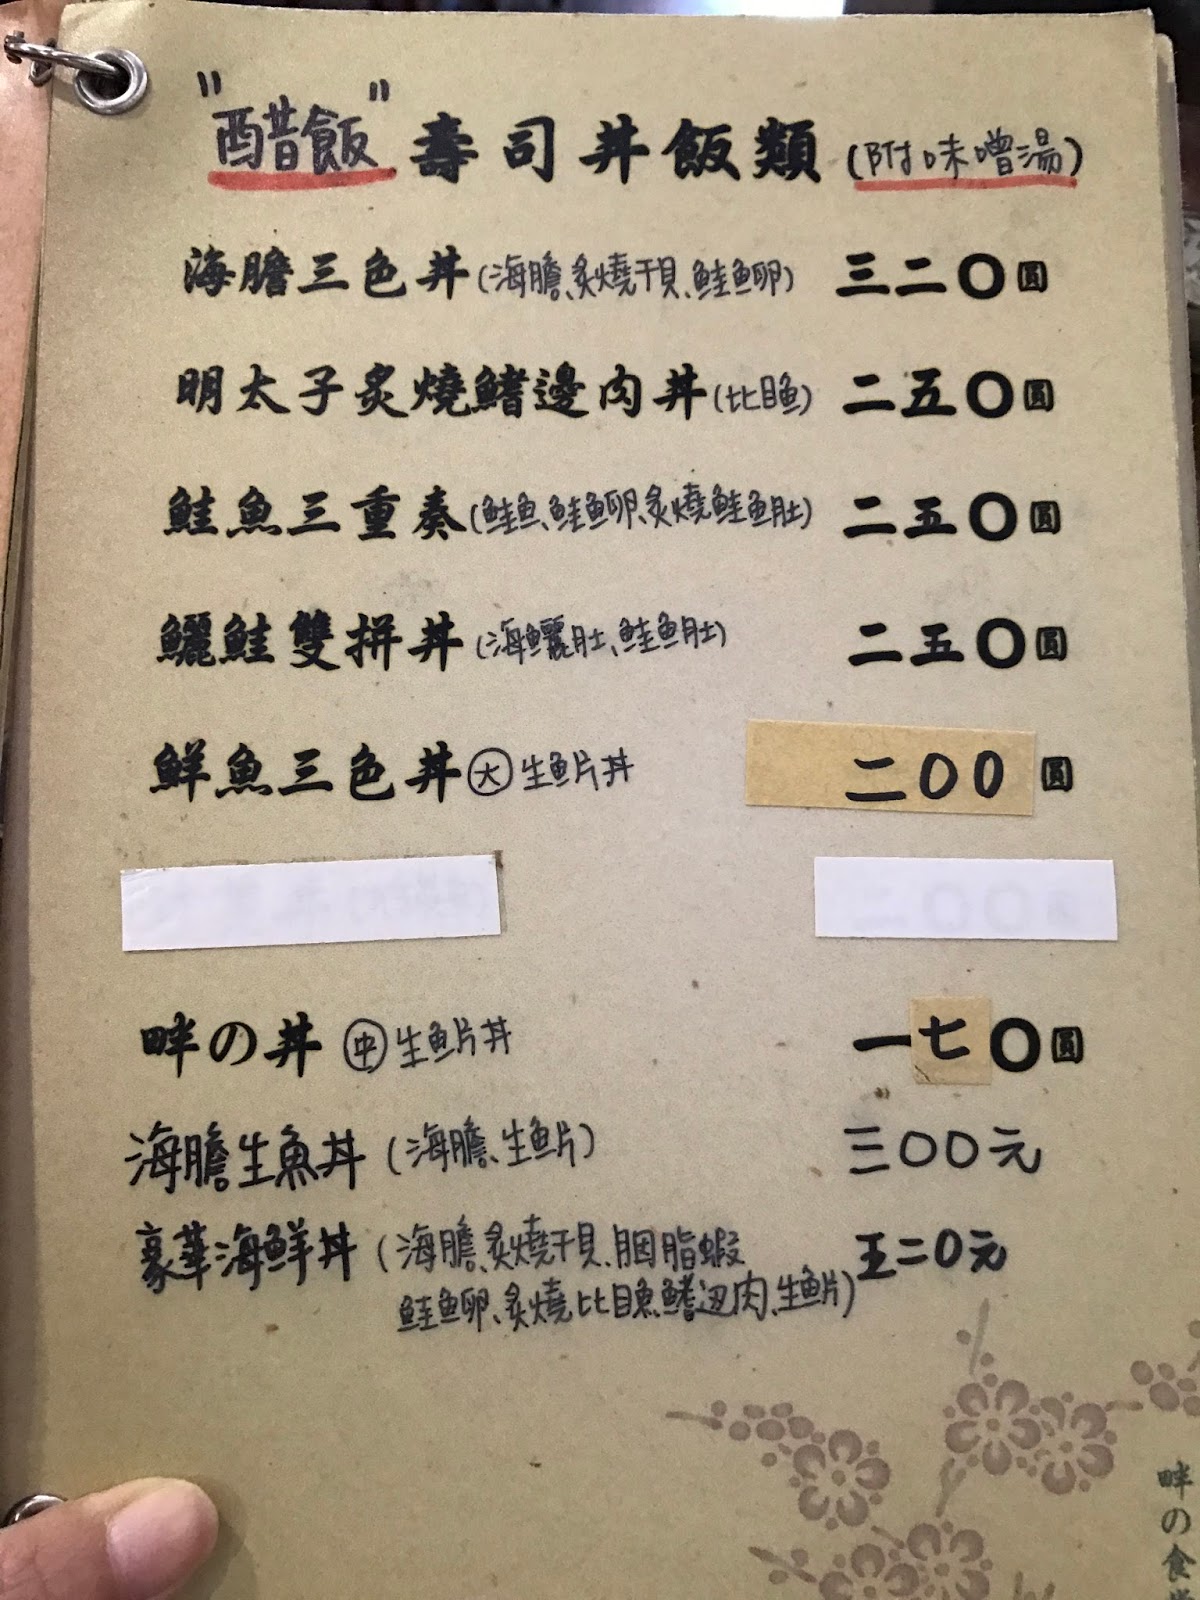 "醋飯"壽司丼飯類(附味噌湯)
海膽三色丼(海膽、炙燒干貝、鮭魚卵) 三二〇圓
明太子炙燒鰭邊肉丼(比目魚) 二五〇圓
鮭魚三重奏(鮭魚、鮭魚卵、炙燒鮭魚肚) 二五〇圓
鱺鮭雙拼丼(海鱺肚、鮭魚肚) 二五〇圓
鮮魚三色丼 大 生魚片丼 二00圓
畔の丼 中 生魚片丼 一七〇圓
海膽生魚丼(海膽、生魚片) 三00元
豪華海鮮丼(海膽、炙燒干貝、胭脂蝦 五二0元
鮭魚卵、炙燒比目魚鰭边肉、生魚片)
畔の食